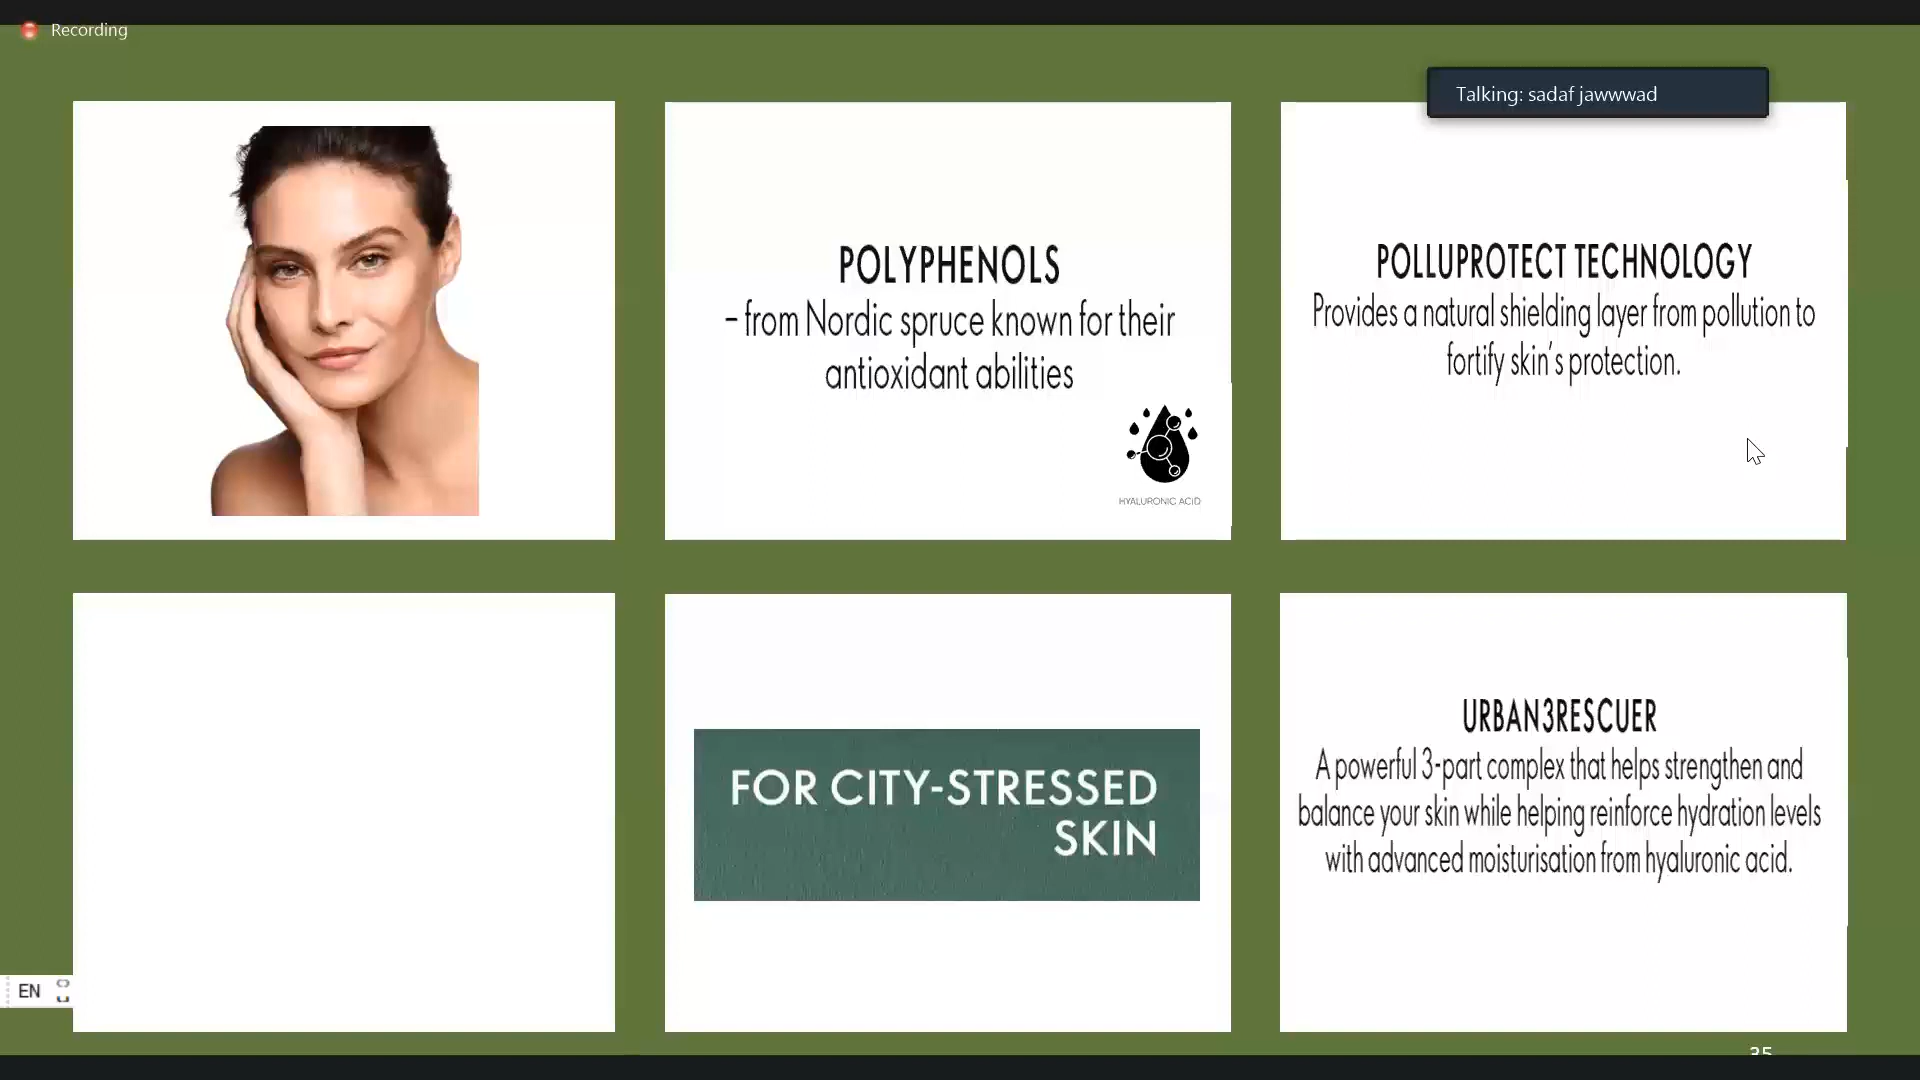 Recording
Talking: sadaf jawwwad
POLYPHENOLS
– from Nordic spruce known for their
antioxidant abilities
HYALURONIC ACID
POLLUPROTECT TECHNOLOGY
Provides a natural shielding layer from pollution to
fortify skin's protection.
FOR CITY-STRESSED
SKIN
URBAN3RESCUER
A powerful 3-part complex that helps strengthen and
balance your skin while helping reinforce hydration levels
with advanced moisturisation from hyaluronic acid.
EN
35